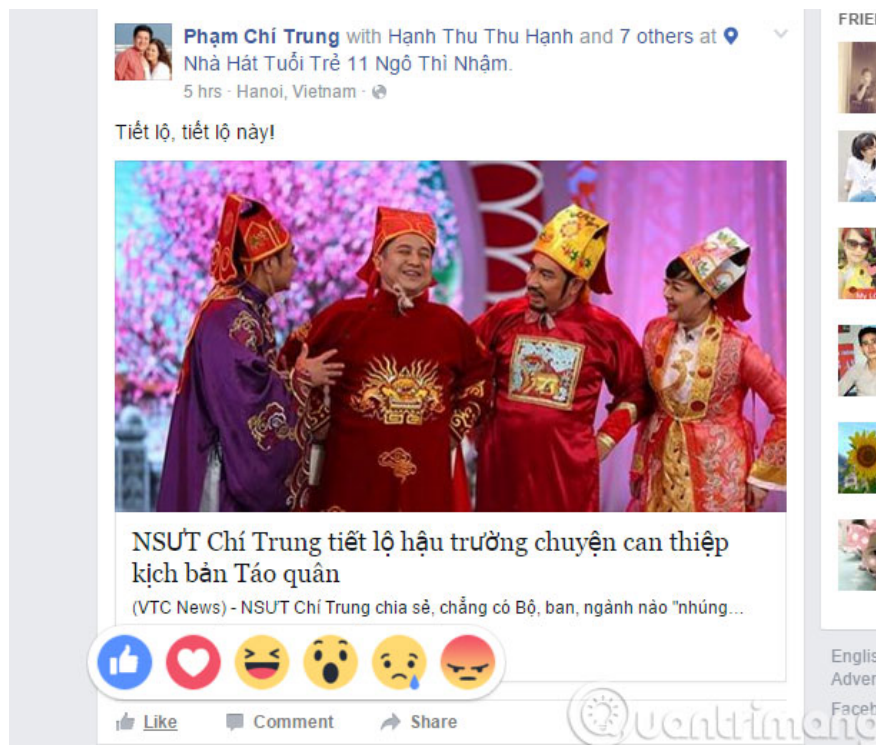 Phạm Chí Trung with Hạnh Thu Thu Hạnh and 7 others at
Nhà Hát Tuổi Trẻ 11 Ngô Thì Nhậm.
5 hrs · Hanoi, Vietnam ·
Tiết lộ, tiết lộ này!
NSƯT Chí Trung tiết lộ hậu trường chuyện can thiệp
kịch bản Táo quân
(VTC News) - NSƯT Chí Trung chia sẻ, chẳng có Bộ, ban, ngành nào "nhúng...
Like Comment Share
FRIE
My L
Englis
Adver
Faceb
uantrimang